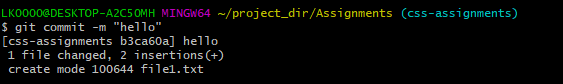 LKOOOO@DESKTOP-A2C5OMH MINGW64 ~/project_dir/Assignments (css-assignments)
$ git commit -m "hello"
[css-assignments b3ca60a] hello
 1 file changed, 2 insertions(+)
 create mode 100644 file1.txt